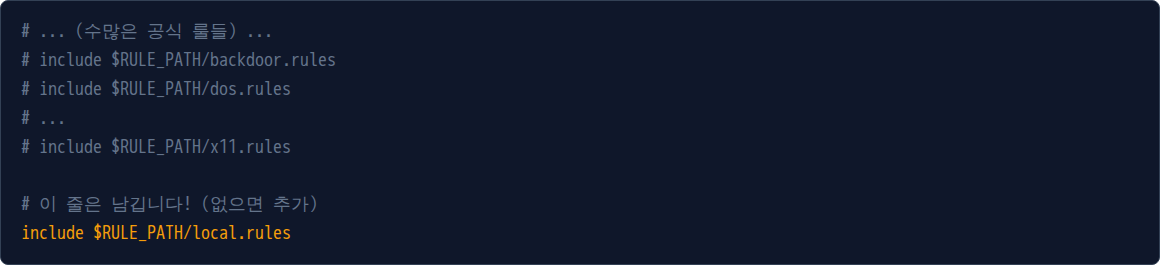 # ... (수많은 공식 룰들) ...
# include $RULE_PATH/backdoor.rules
# include $RULE_PATH/dos.rules
# ...
# include $RULE_PATH/x11.rules
# 이 줄은 남깁니다! (없으면 추가)
include $RULE_PATH/local.rules